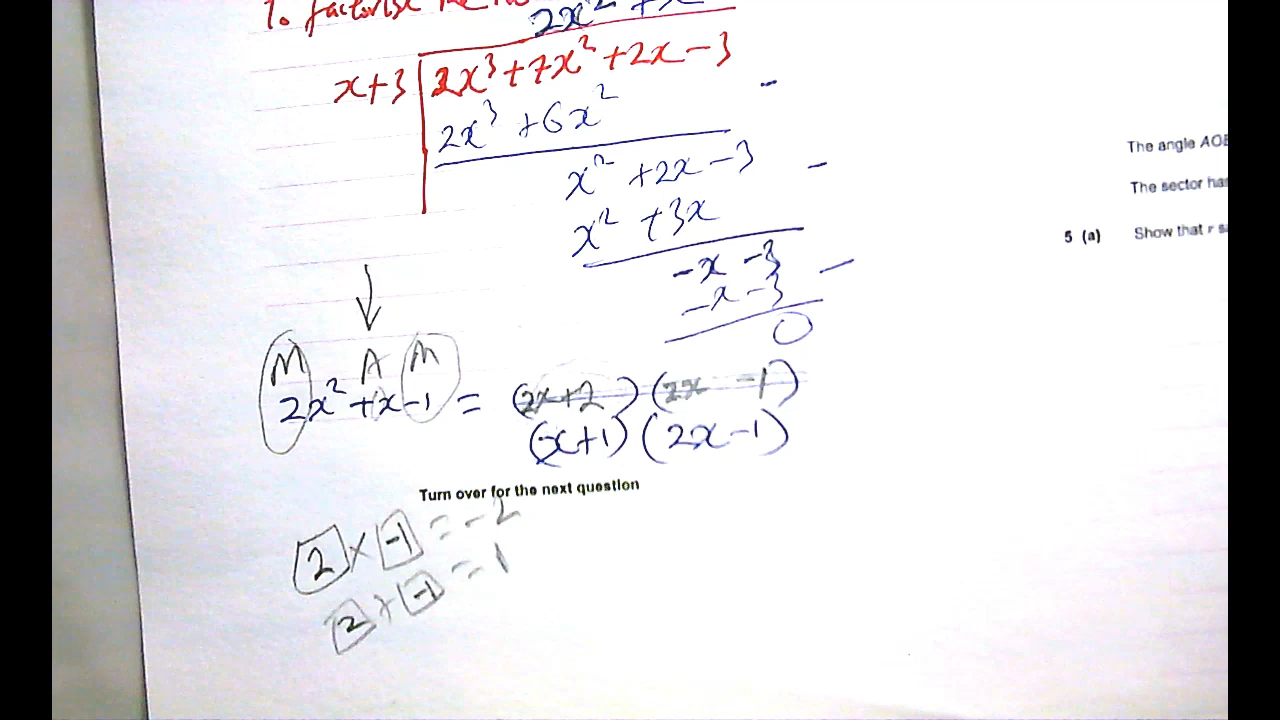 1. factorise the
2x² + x
x+3 | 2x³ + 7x² + 2x - 3
2x³ + 6x² -
x² + 2x - 3
x² + 3x -
-x -3
-x -3 -
0
M A M
2x² + x - 1 = (2x+2)(2x -1)
(x+1)(2x-1)
Turn over for the next question
2 × -1 = -2
2 + -1 = 1
The angle AOB
The sector has
5 (a) Show that r